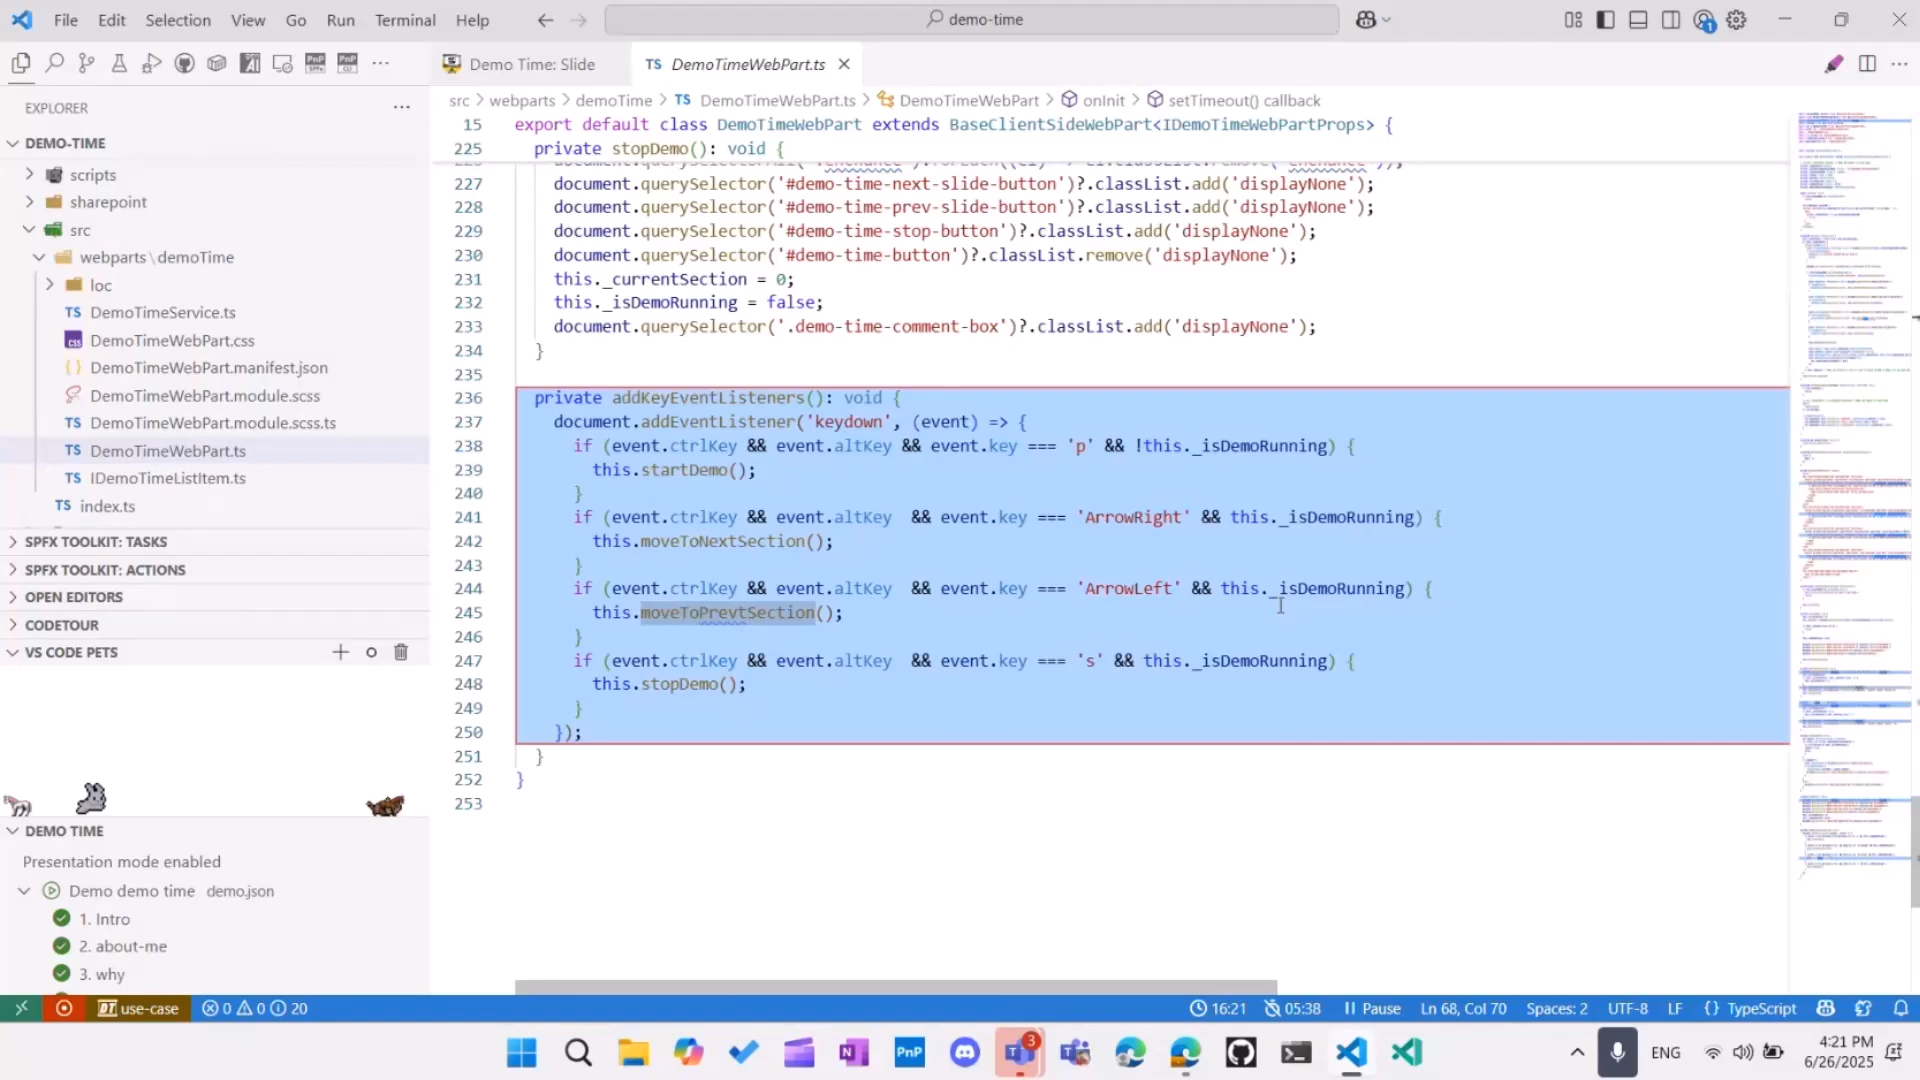 File Edit Selection View Go Run Terminal Help
demo-time
1
EXPLORER
Demo Time: Slide
TS DemoTimeWebPart.ts
src > webparts > demoTime > TS DemoTimeWebPart.ts > DemoTimeWebPart > onInit > setTimeout() callback
DEMO-TIME
scripts
sharepoint
src
webparts \ demoTime
loc
TS DemoTimeService.ts
DemoTimeWebPart.css
{ } DemoTimeWebPart.manifest.json
DemoTimeWebPart.module.scss
TS DemoTimeWebPart.module.scss.ts
TS DemoTimeWebPart.ts
TS IDemoTimeListItem.ts
TS index.ts
SPFX TOOLKIT: TASKS
SPFX TOOLKIT: ACTIONS
OPEN EDITORS
CODETOUR
VS CODE PETS
DEMO TIME
Presentation mode enabled
Demo demo time demo.json
1. Intro
2. about-me
3. why
15 export default class DemoTimeWebPart extends BaseClientSideWebPart<IDemoTimeWebPartProps> {
225 private stopDemo(): void {
227 document.querySelector('#demo-time-next-slide-button')?.classList.add('displayNone');
228 document.querySelector('#demo-time-prev-slide-button')?.classList.add('displayNone');
229 document.querySelector('#demo-time-stop-button')?.classList.add('displayNone');
230 document.querySelector('#demo-time-button')?.classList.remove('displayNone');
231 this._currentSection = 0;
232 this._isDemoRunning = false;
233 document.querySelector('.demo-time-comment-box')?.classList.add('displayNone');
234 }
235
236 private addKeyEventListeners(): void {
237 document.addEventListener('keydown', (event) => {
238 if (event.ctrlKey && event.altKey && event.key === 'p' && !this._isDemoRunning) {
239 this.startDemo();
240 }
241 if (event.ctrlKey && event.altKey  && event.key === 'ArrowRight' && this._isDemoRunning) {
242 this.moveToNextSection();
243 }
244 if (event.ctrlKey && event.altKey  && event.key === 'ArrowLeft' && this._isDemoRunning) {
245 this.moveToPrevtSection();
246 }
247 if (event.ctrlKey && event.altKey  && event.key === 's' && this._isDemoRunning) {
248 this.stopDemo();
249 }
250 });
251 }
252 }
253
DT use-case 0 0 20 16:21 05:38 Pause Ln 68, Col 70 Spaces: 2 UTF-8 LF { } TypeScript
PnP 3 ENG 4:21 PM
6/26/2025